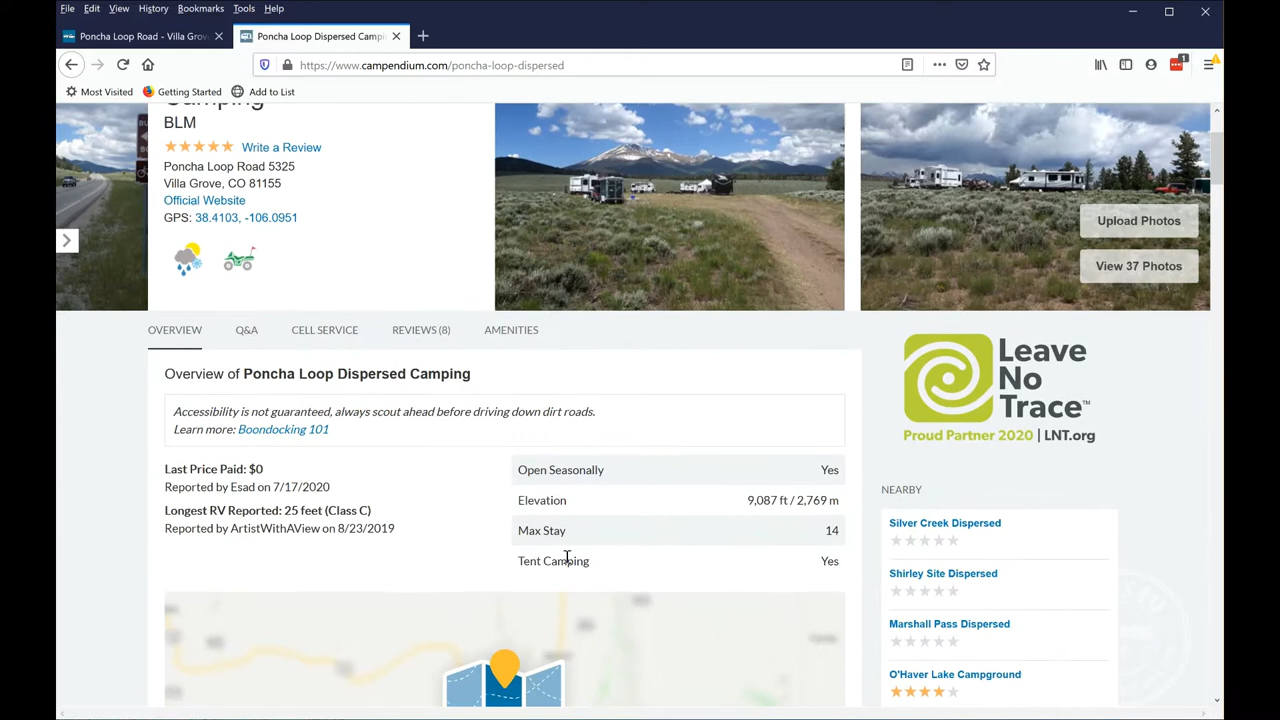 File Edit View History Bookmarks Tools Help
Poncha Loop Road - Villa Grov
Poncha Loop Dispersed Campi
https://www.campendium.com/poncha-loop-dispersed
1
Most Visited
Getting Started
Add to List
Camping
BLM
Write a Review
Poncha Loop Road 5325
Villa Grove, CO 81155
Official Website
GPS: 38.4103, -106.0951
Upload Photos
View 37 Photos
OVERVIEW Q&A CELL SERVICE REVIEWS (8) AMENITIES
Overview of Poncha Loop Dispersed Camping
Accessibility is not guaranteed, always scout ahead before driving down dirt roads.
Learn more: Boondocking 101
Last Price Paid: $0
Reported by Esad on 7/17/2020
Longest RV Reported: 25 feet (Class C)
Reported by ArtistWithAView on 8/23/2019
Open Seasonally Yes
Elevation 9,087 ft / 2,769 m
Max Stay 14
Tent Camping Yes
Leave
No
Trace™
Proud Partner 2020 | LNT.org
NEARBY
Silver Creek Dispersed
Shirley Site Dispersed
Marshall Pass Dispersed
O'Haver Lake Campground